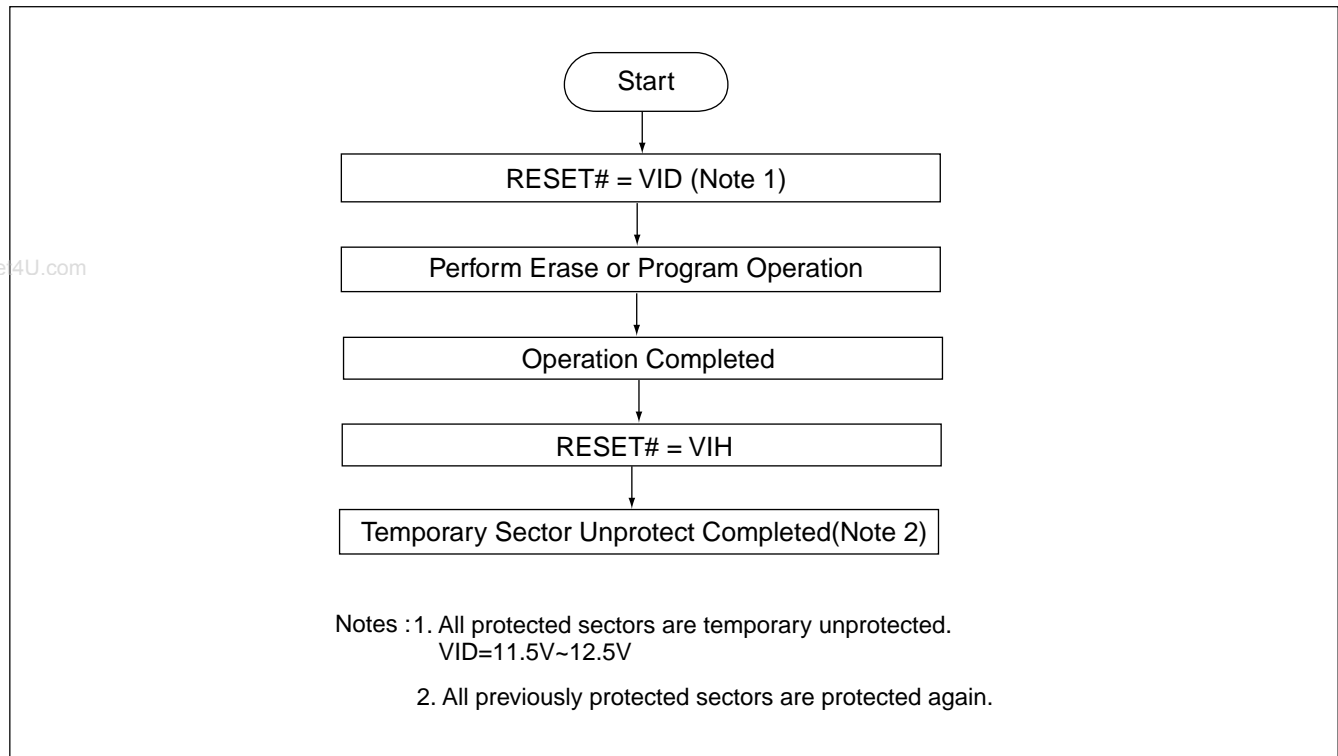 Start
RESET# = VID (Note 1)
et4U.com
Perform Erase or Program Operation
Operation Completed
RESET# = VIH
Temporary Sector Unprotect Completed(Note 2)
Notes : 1. All protected sectors are temporary unprotected.
VID=11.5V~12.5V
2. All previously protected sectors are protected again.